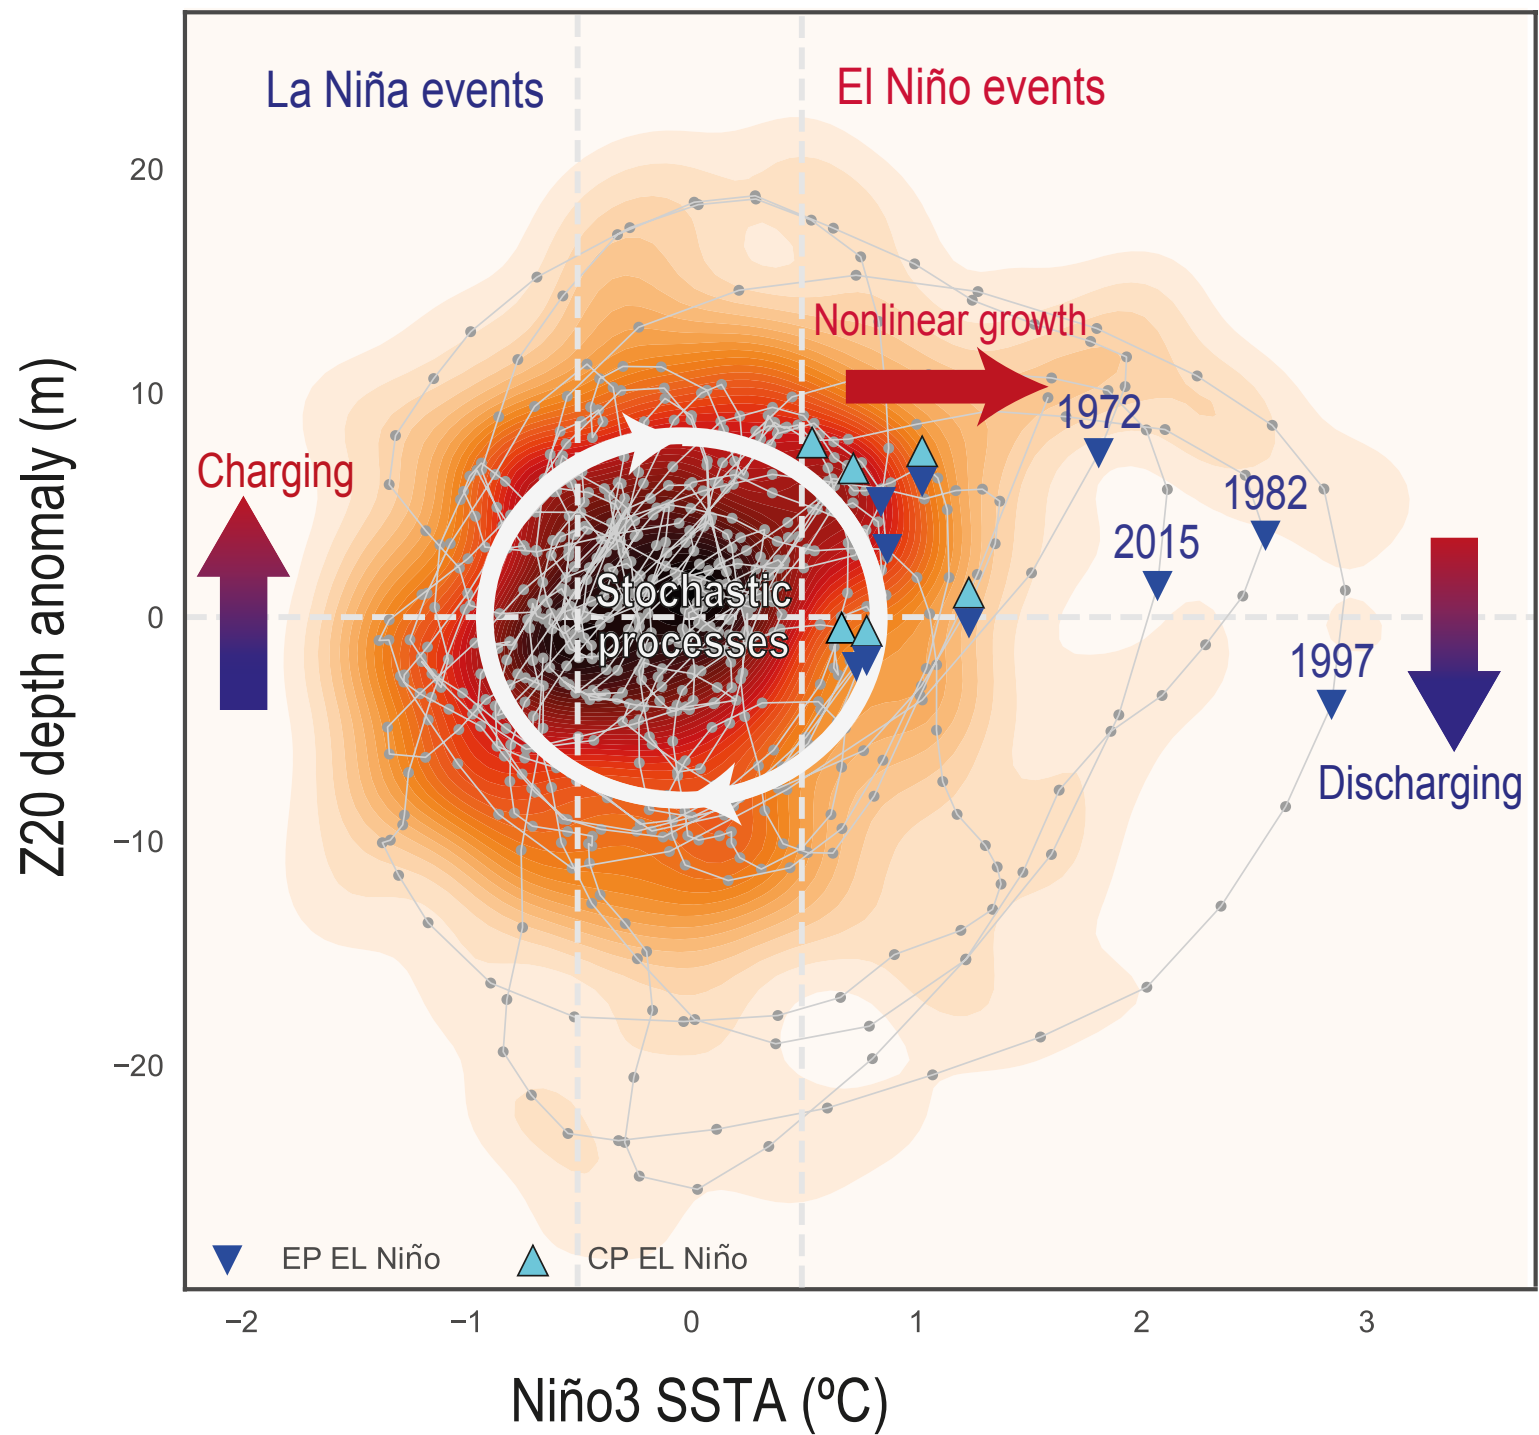 La Niña events
El Niño events
20
Nonlinear growth
10
1972
Charging
1982
2015
Stochastic
processes
0
1997
Discharging
−10
−20
EP EL Niño
CP EL Niño
−2
−1
0
1
2
3
Niño3 SSTA (ºC)
Z20 depth anomaly (m)